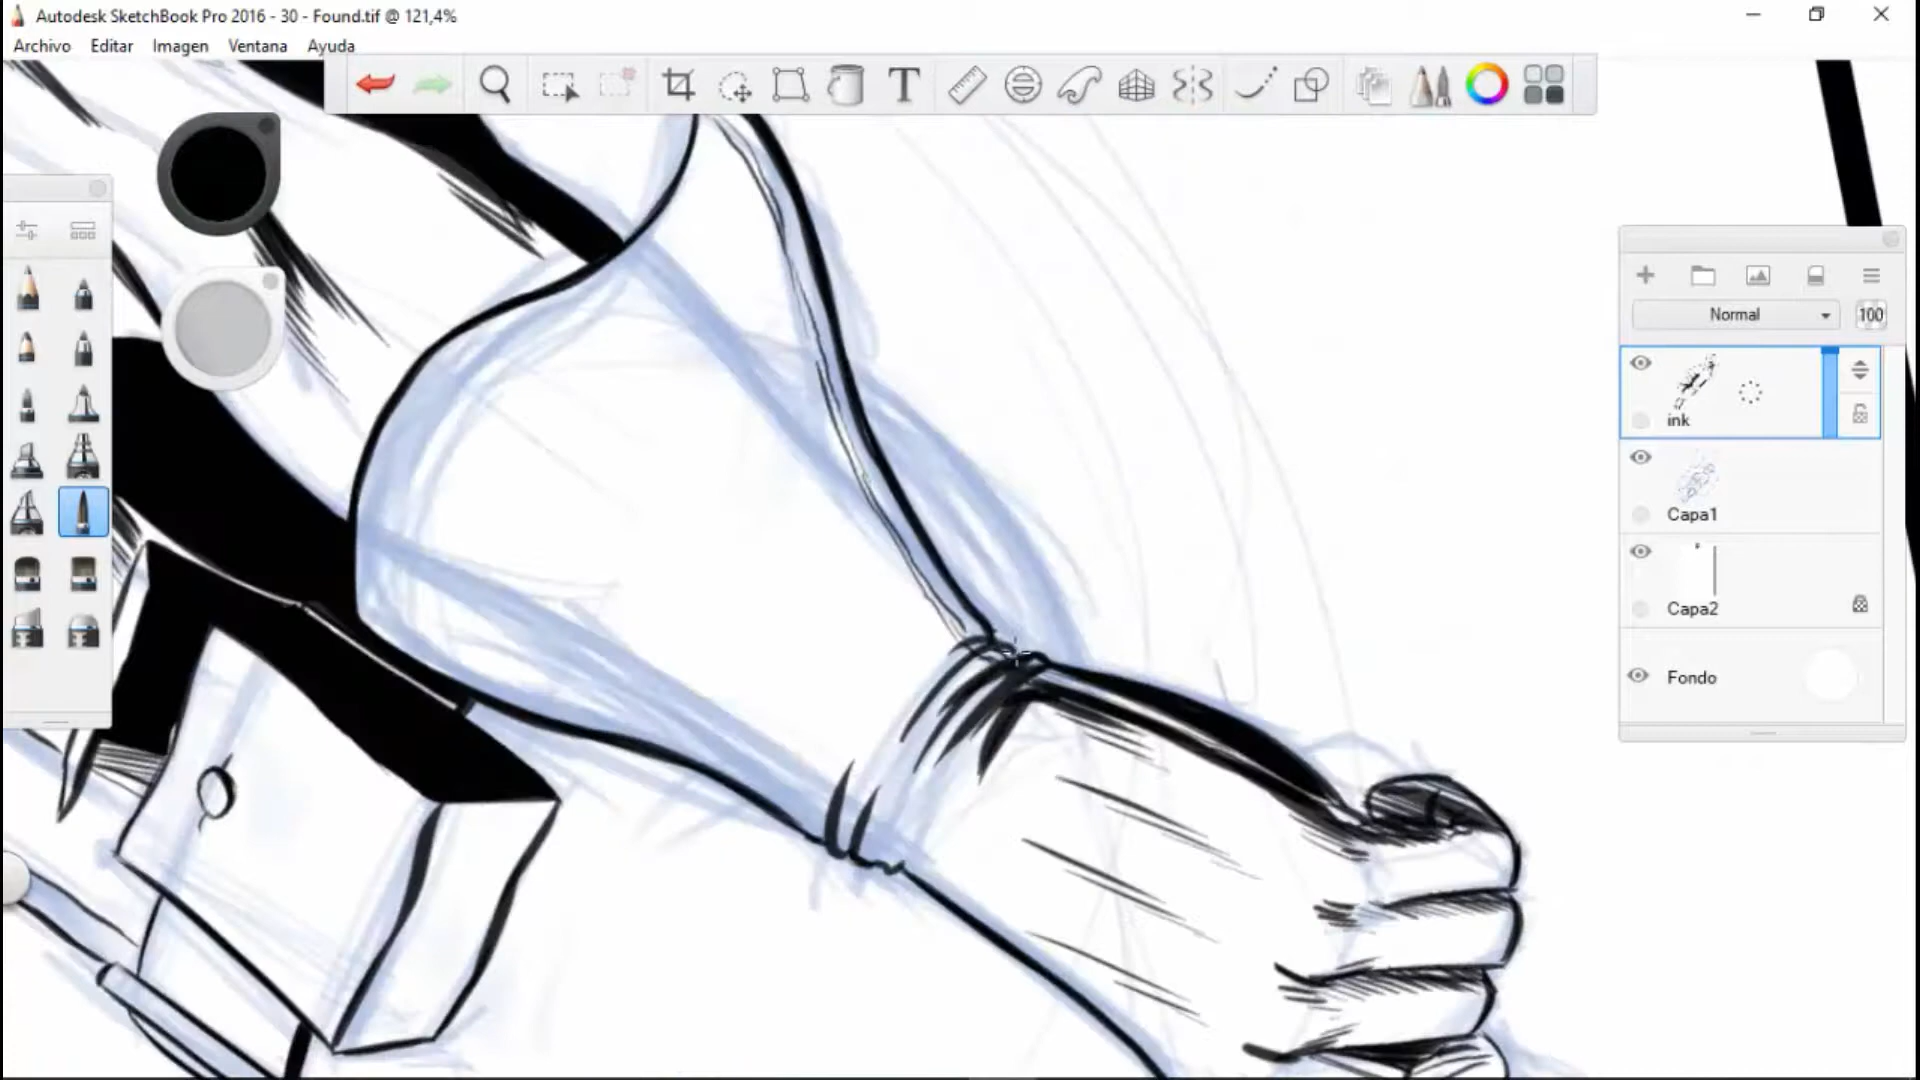 Autodesk SketchBook Pro 2016 - 30 - Found.tif @ 121,4%
Archivo Editar Imagen Ventana Ayuda
T
Normal 100
ink
Capa1
Capa2
Fondo